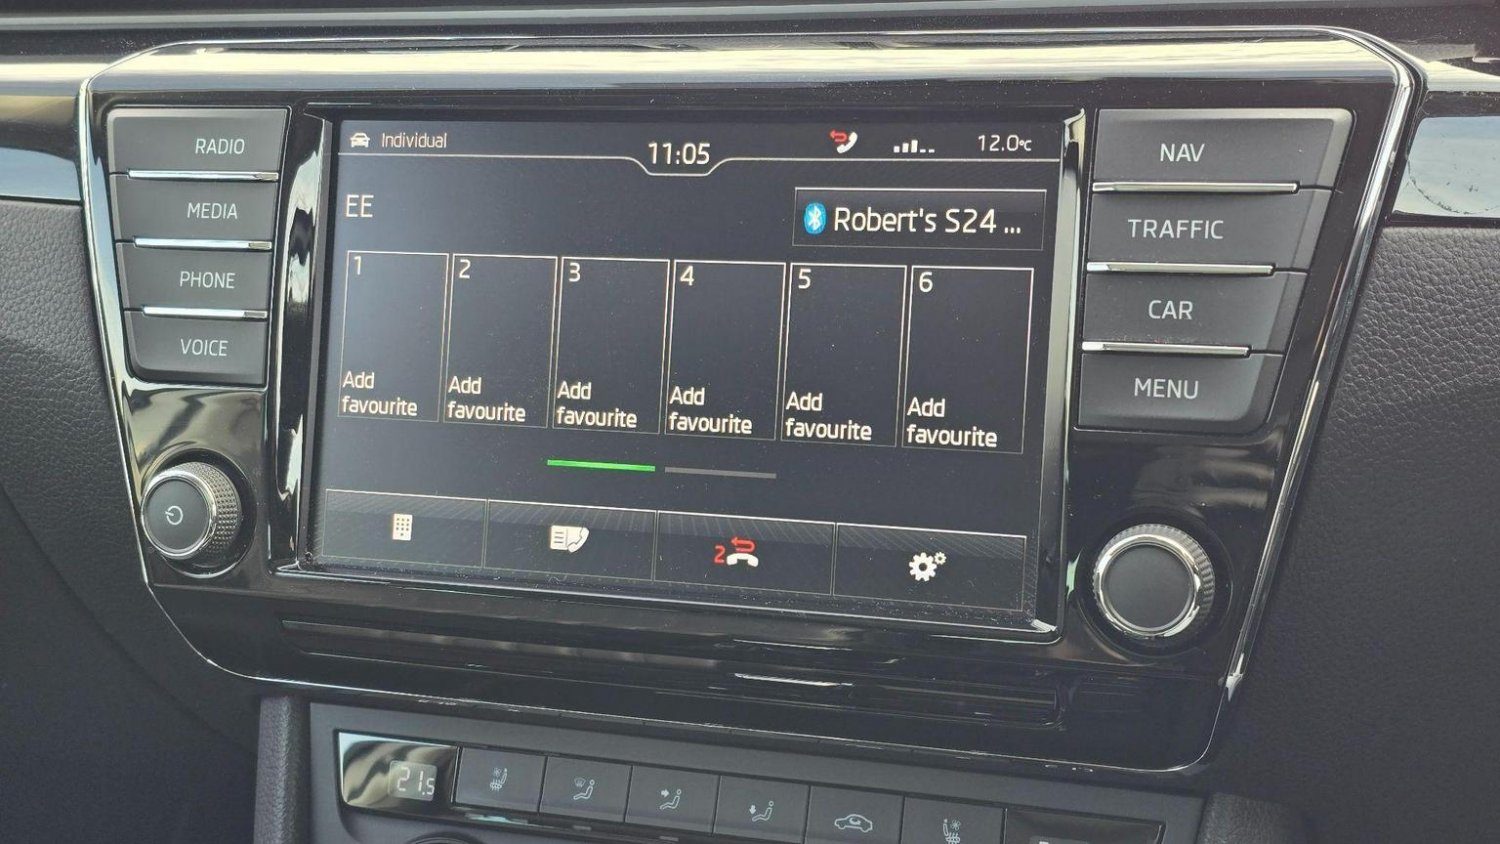 RADIO
MEDIA
PHONE
VOICE
Individual
11:05
12.0°C
EE
Robert's S24 ...
1
Add
favourite
2
Add
favourite
3
Add
favourite
4
Add
favourite
5
Add
favourite
6
Add
favourite
2
NAV
TRAFFIC
CAR
MENU
21.5